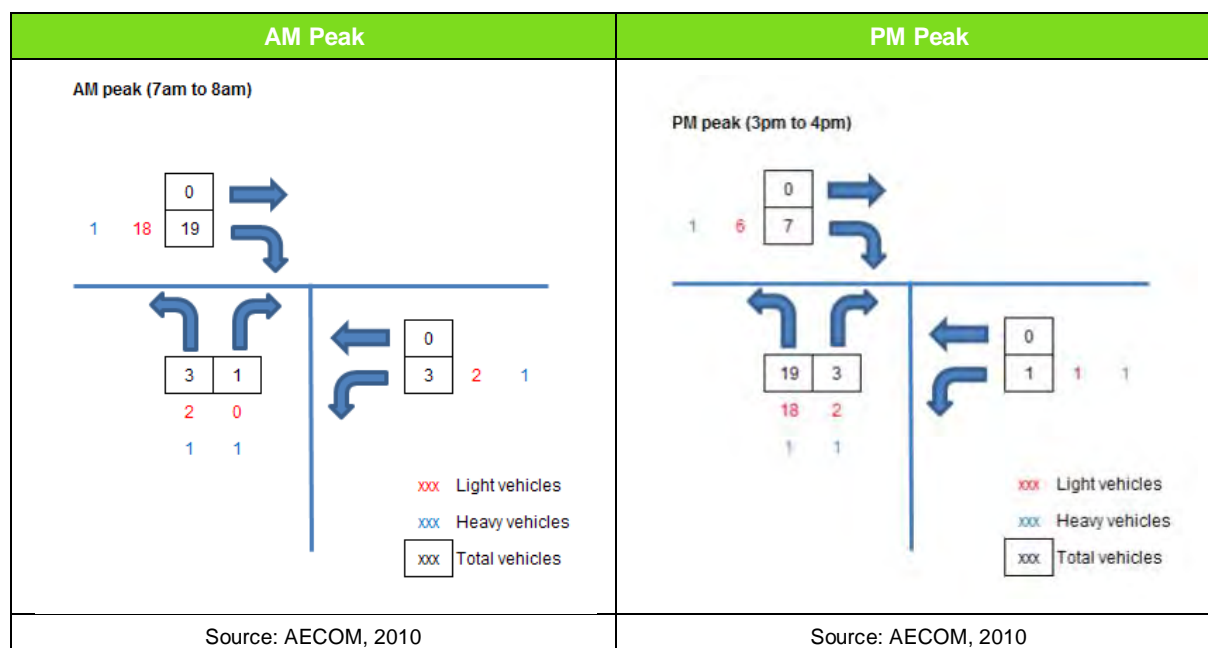 AM Peak
PM Peak
AM peak (7am to 8am)
0
1 18 19
3 1
2 0
1 1
0
3 2 1
xxx Light vehicles
xxx Heavy vehicles
xxx Total vehicles
PM peak (3pm to 4pm)
0
1 6 7
19 3
18 2
1 1
0
1 1 1
xxx Light vehicles
xxx Heavy vehicles
xxx Total vehicles
Source: AECOM, 2010
Source: AECOM, 2010